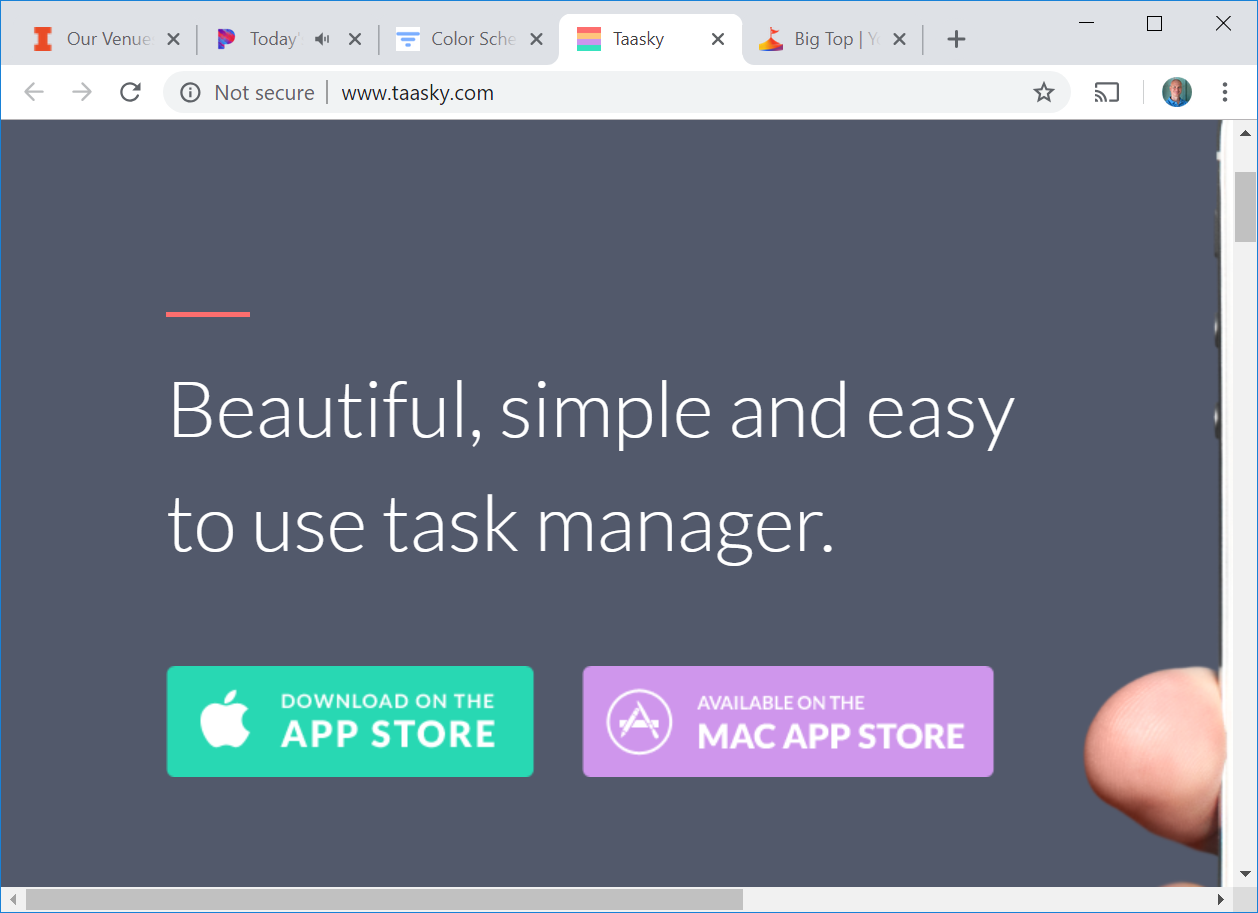 Our Venue
Today'
Color Sche
Taasky
Big Top | Yo
Not secure
www.taasky.com
Beautiful, simple and easy
to use task manager.
DOWNLOAD ON THE
APP STORE
AVAILABLE ON THE
MAC APP STORE